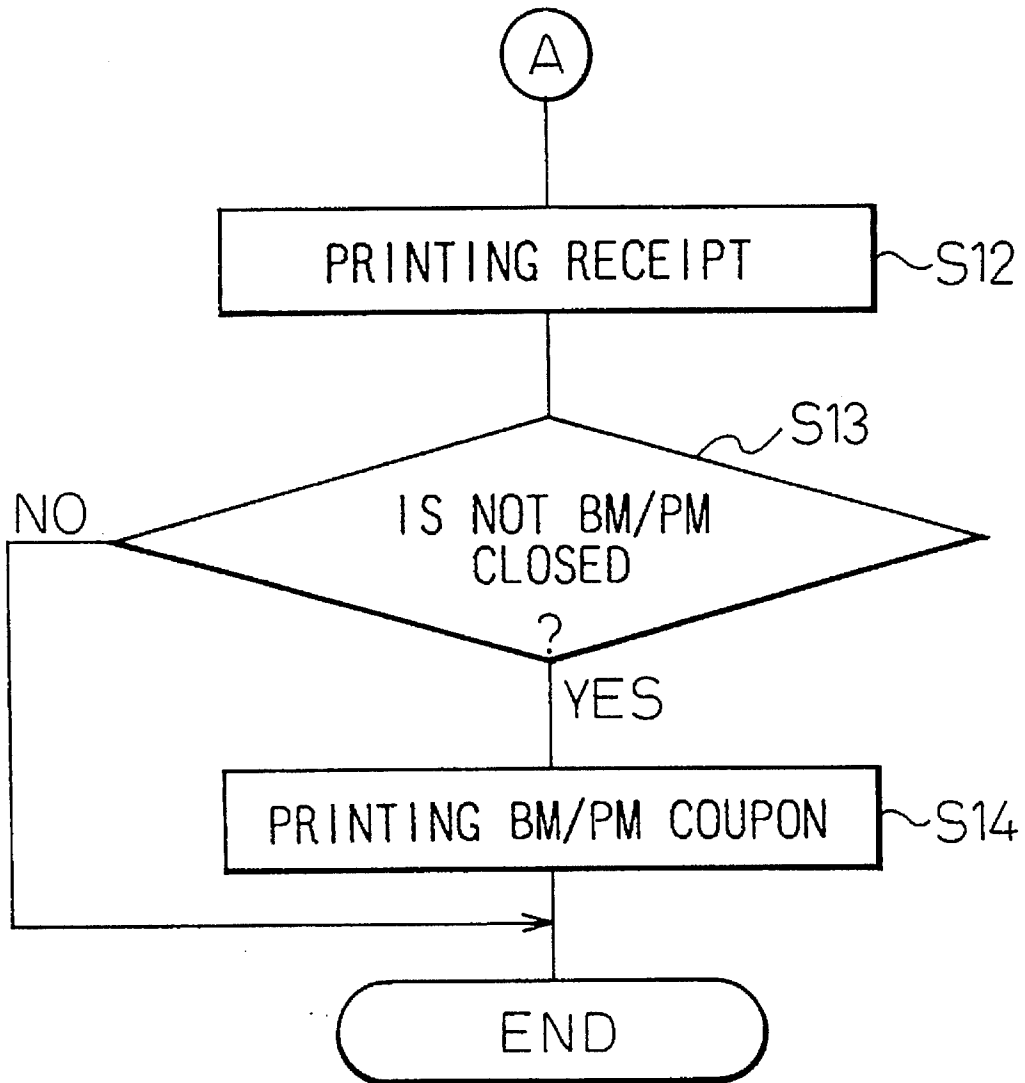 A
PRINTING RECEIPT
S12
S13
NO
IS NOT BM/PM
CLOSED
?
YES
PRINTING BM/PM COUPON
S14
END